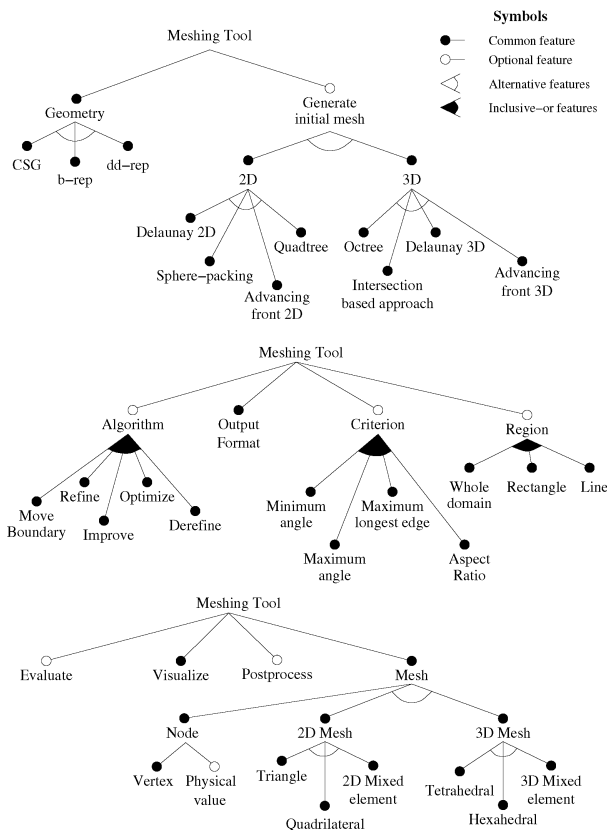 Symbols
Common feature
Optional feature
Alternative features
Inclusive-or features
Meshing Tool
Geometry
Generate
initial mesh
CSG
b-rep
dd-rep
2D
3D
Delaunay 2D
Quadtree
Sphere-packing
Advancing
front 2D
Octree
Delaunay 3D
Intersection
based approach
Advancing
front 3D
Meshing Tool
Algorithm
Output
Format
Criterion
Region
Move
Boundary
Refine
Improve
Optimize
Derefine
Minimum
angle
Maximum
angle
Maximum
longest edge
Aspect
Ratio
Whole
domain
Rectangle
Line
Meshing Tool
Evaluate
Visualize
Postprocess
Mesh
Node
2D Mesh
3D Mesh
Vertex
Physical
value
Triangle
Quadrilateral
2D Mixed
element
Tetrahedral
Hexahedral
3D Mixed
element